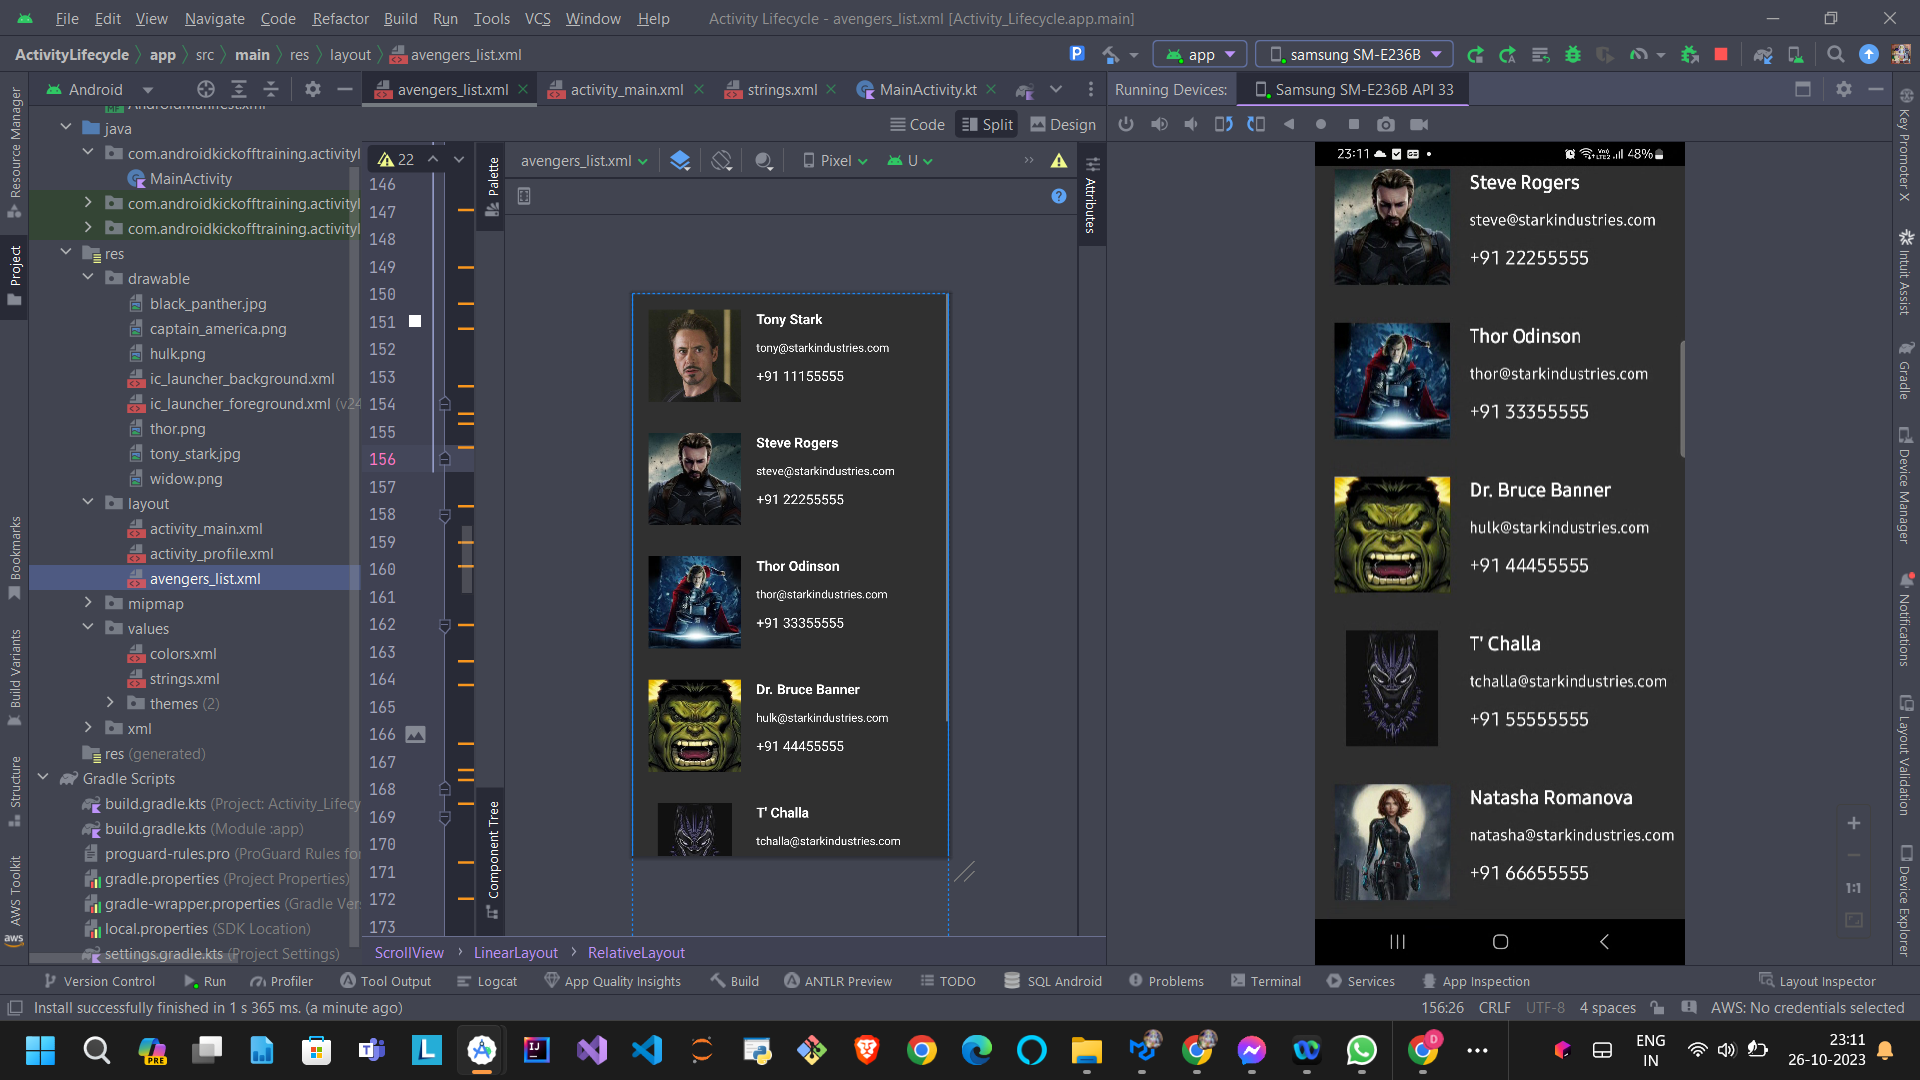 File Edit View Navigate Code Refactor Build Run Tools VCS Window Help Activity Lifecycle - avengers_list.xml [Activity_Lifecycle.app.main]
ActivityLifecycle app src main res layout avengers_list.xml
app samsung SM-E236B
Android
avengers_list.xml activity_main.xml strings.xml MainActivity.kt
Running Devices: Samsung SM-E236B API 33
Code Split Design
Resource Manager
Project
Bookmarks
Build Variants
Structure
AWS Toolkit
aws
AndroidManifest.xml
java
com.androidkickofftraining.activityl
MainActivity
com.androidkickofftraining.activityl
com.androidkickofftraining.activityl
res
drawable
black_panther.jpg
captain_america.png
hulk.png
ic_launcher_background.xml
ic_launcher_foreground.xml (v24
thor.png
tony_stark.jpg
widow.png
layout
activity_main.xml
activity_profile.xml
avengers_list.xml
mipmap
values
colors.xml
strings.xml
themes (2)
xml
res (generated)
Gradle Scripts
build.gradle.kts (Project: Activity_Lifecy
build.gradle.kts (Module :app)
proguard-rules.pro (ProGuard Rules for
gradle.properties (Project Properties)
gradle-wrapper.properties (Gradle Ver
local.properties (SDK Location)
settings.gradle.kts (Project Settings)
22
146
147
148
149
150
151
152
153
154
155
156
157
158
159
160
161
162
163
164
165
166
167
168
169
170
171
172
173
Palette
Component Tree
avengers_list.xml Pixel U
Attributes
Tony Stark
tony@starkindustries.com
+91 11155555
Steve Rogers
steve@starkindustries.com
+91 22255555
Thor Odinson
thor@starkindustries.com
+91 33355555
Dr. Bruce Banner
hulk@starkindustries.com
+91 44455555
T' Challa
tchalla@starkindustries.com
ScrollView LinearLayout RelativeLayout
23:11 48%
Steve Rogers
steve@starkindustries.com
+91 22255555
Thor Odinson
thor@starkindustries.com
+91 33355555
Dr. Bruce Banner
hulk@starkindustries.com
+91 44455555
T' Challa
tchalla@starkindustries.com
+91 55555555
Natasha Romanova
natasha@starkindustries.com
+91 66655555
1:1
Key Promoter X
Intuit Assist
Gradle
Device Manager
Notifications
Layout Validation
Device Explorer
Version Control Run Profiler Tool Output Logcat App Quality Insights Build ANTLR Preview TODO SQL Android Problems Terminal Services App Inspection Layout Inspector
Install successfully finished in 1 s 365 ms. (a minute ago) 156:26 CRLF UTF-8 4 spaces AWS: No credentials selected
PRE
ENG
IN
23:11
26-10-2023